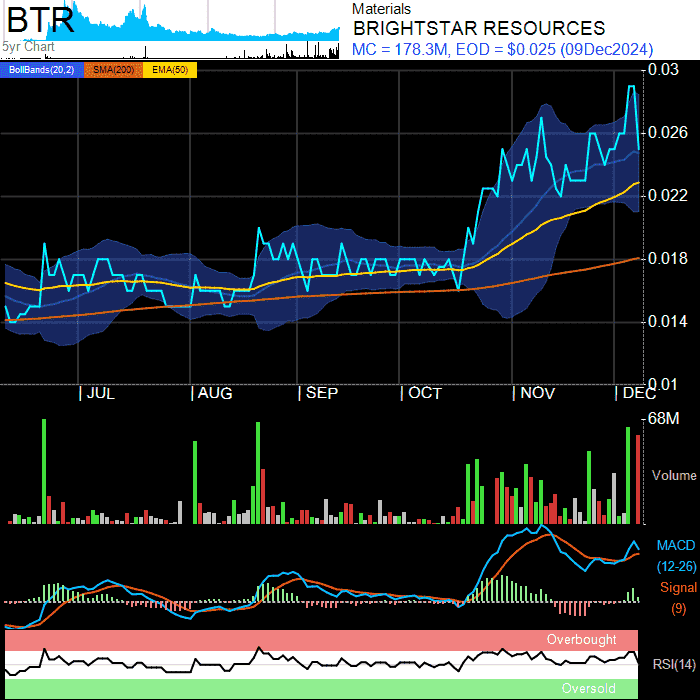 BTR
5yr Chart
Materials
BRIGHTSTAR RESOURCES
MC = 178.3M, EOD = $0.025 (09Dec2024)
BollBands(20,2) SMA(200) EMA(50)
0.03
0.026
0.022
0.018
0.014
0.01
JUL AUG SEP OCT NOV DEC
68M
Volume
MACD
(12-26)
Signal
(9)
Overbought
RSI(14)
Oversold